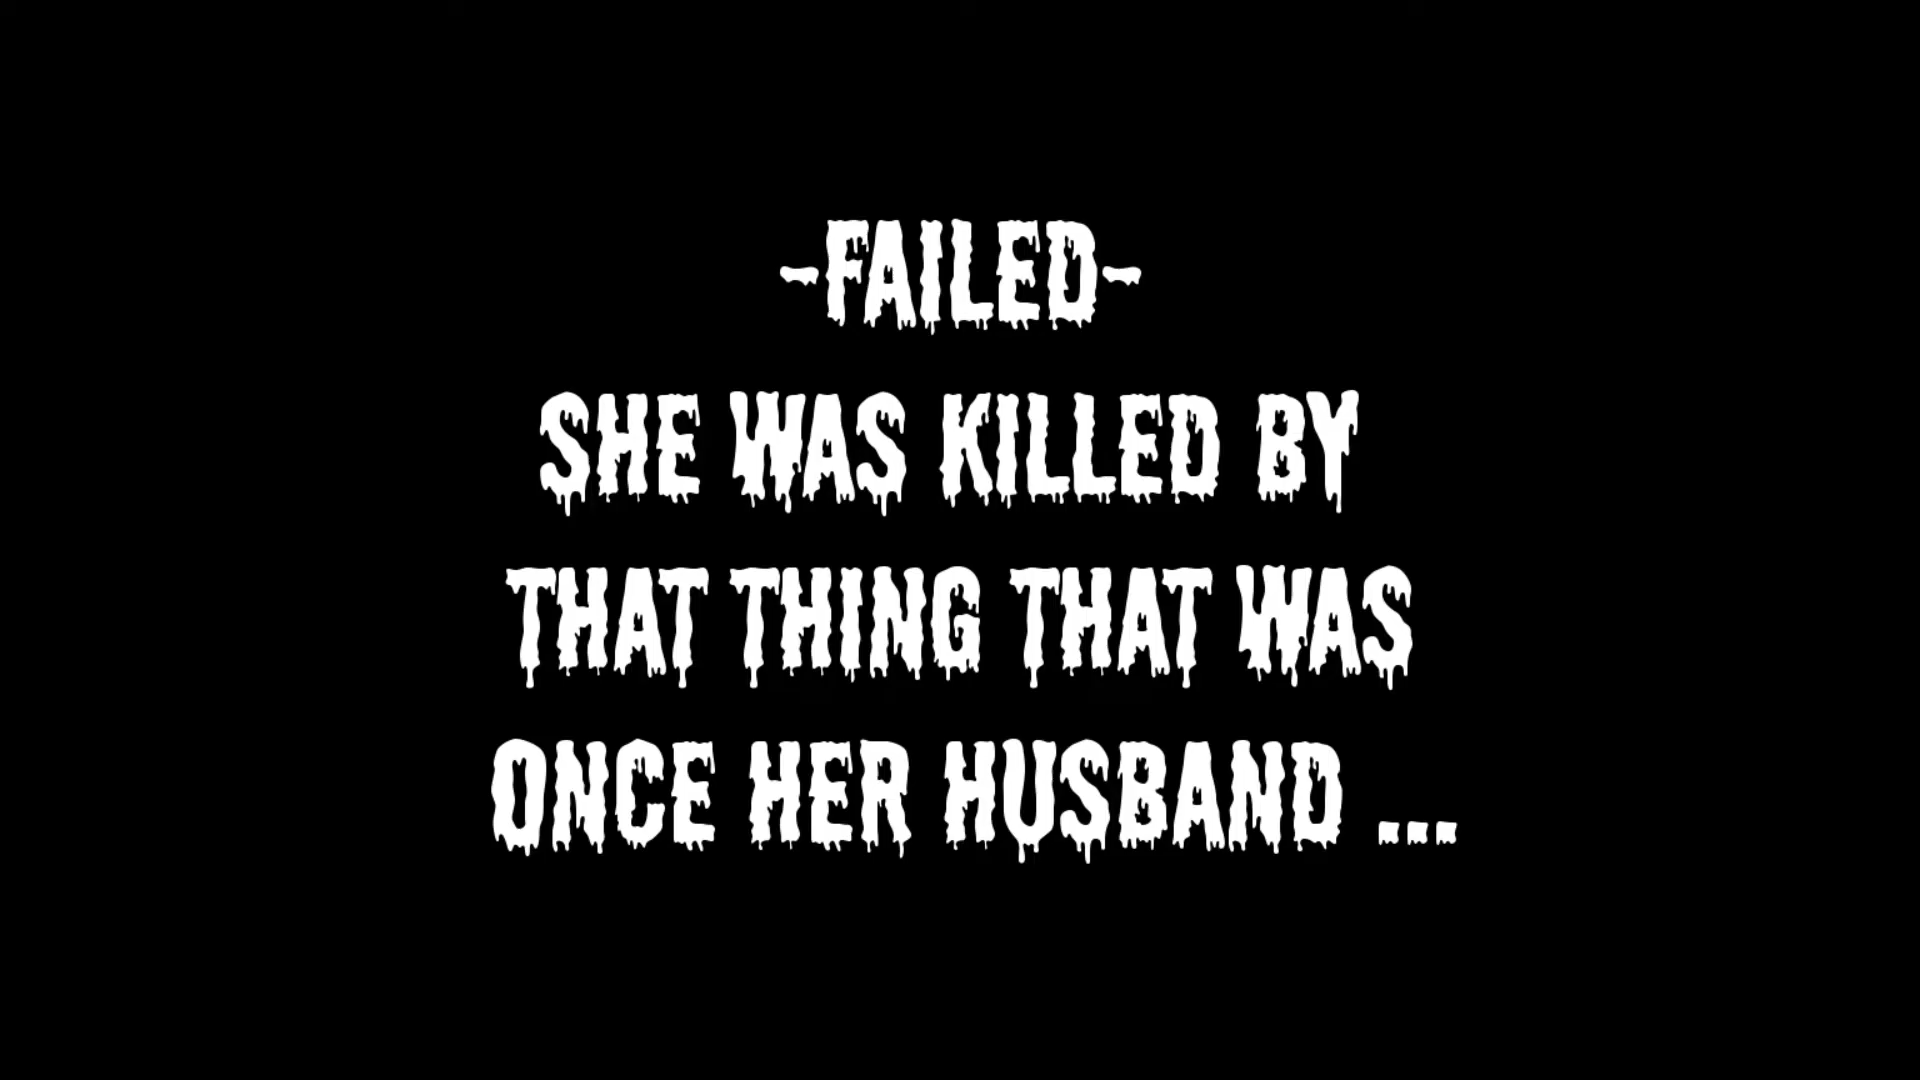 -FAILED-
SHE WAS KILLED BY
THAT THING THAT WAS
ONCE HER HUSBAND ...